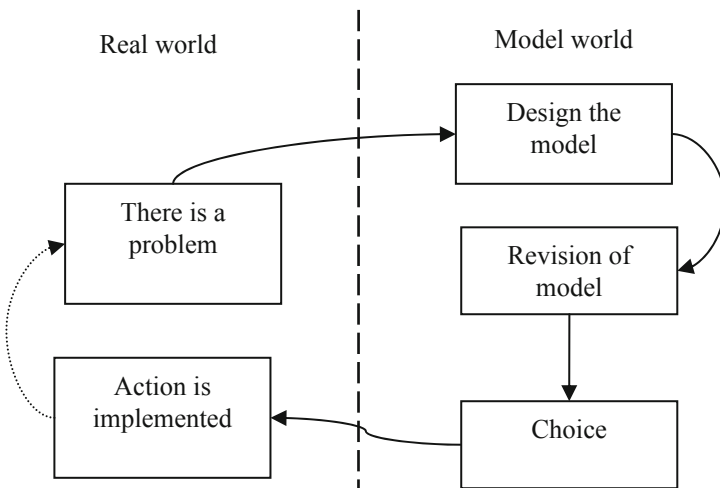 Real world
Model world
Design the
model
There is a
problem
Revision of
model
Action is
implemented
Choice